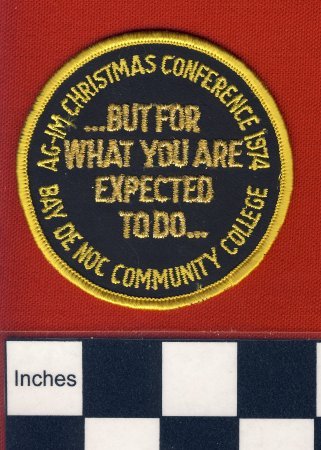 AG-IM CHRISTMAS CONFERENCE 1974
...BUT FOR
WHAT YOU ARE
EXPECTED
TO DO...
BAY DE NOC COMMUNITY COLLEGE
Inches